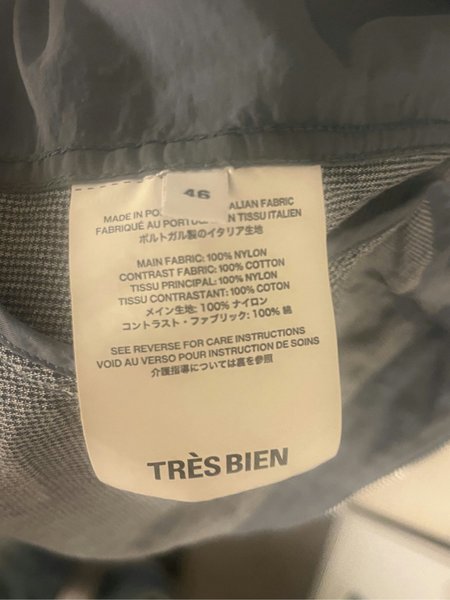 46
MADE IN ALIAN FABRIC
FABRIQUÉ AU TISSU ITALIEN
ポルトガル製のイタリア生地
MAIN FABRIC: 100% NYLON
CONTRAST FABRIC: 100% COTTON
TISSU PRINCIPAL: 100% NYLON
TISSU CONTRASTANT: 100% COTON
メイン生地: 100% ナイロン
コントラスト・ファブリック: 100% 綿
SEE REVERSE FOR CARE INSTRUCTIONS
VOID AU VERSO POUR INSTRUCTION DE SOINS
介護指導については裏を参照
TRÈS BIEN